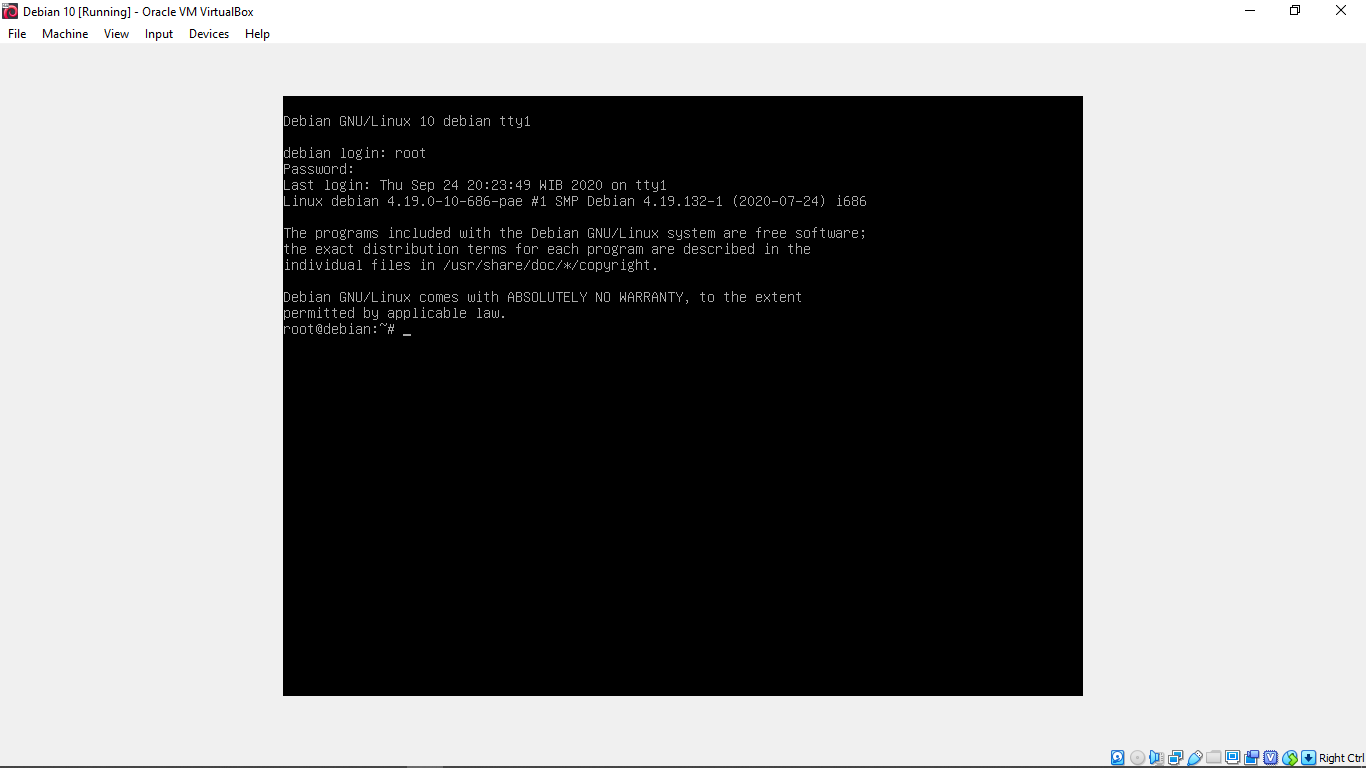 Debian 10 [Running] - Oracle VM VirtualBox
File Machine View Input Devices Help
Debian GNU/Linux 10 debian tty1
debian login: root
Password:
Last login: Thu Sep 24 20:23:49 WIB 2020 on tty1
Linux debian 4.19.0-10-686-pae #1 SMP Debian 4.19.132-1 (2020-07-24) i686
The programs included with the Debian GNU/Linux system are free software;
the exact distribution terms for each program are described in the
individual files in /usr/share/doc/*/copyright.
Debian GNU/Linux comes with ABSOLUTELY NO WARRANTY, to the extent
permitted by applicable law.
root@debian:~# _
Right Ctrl